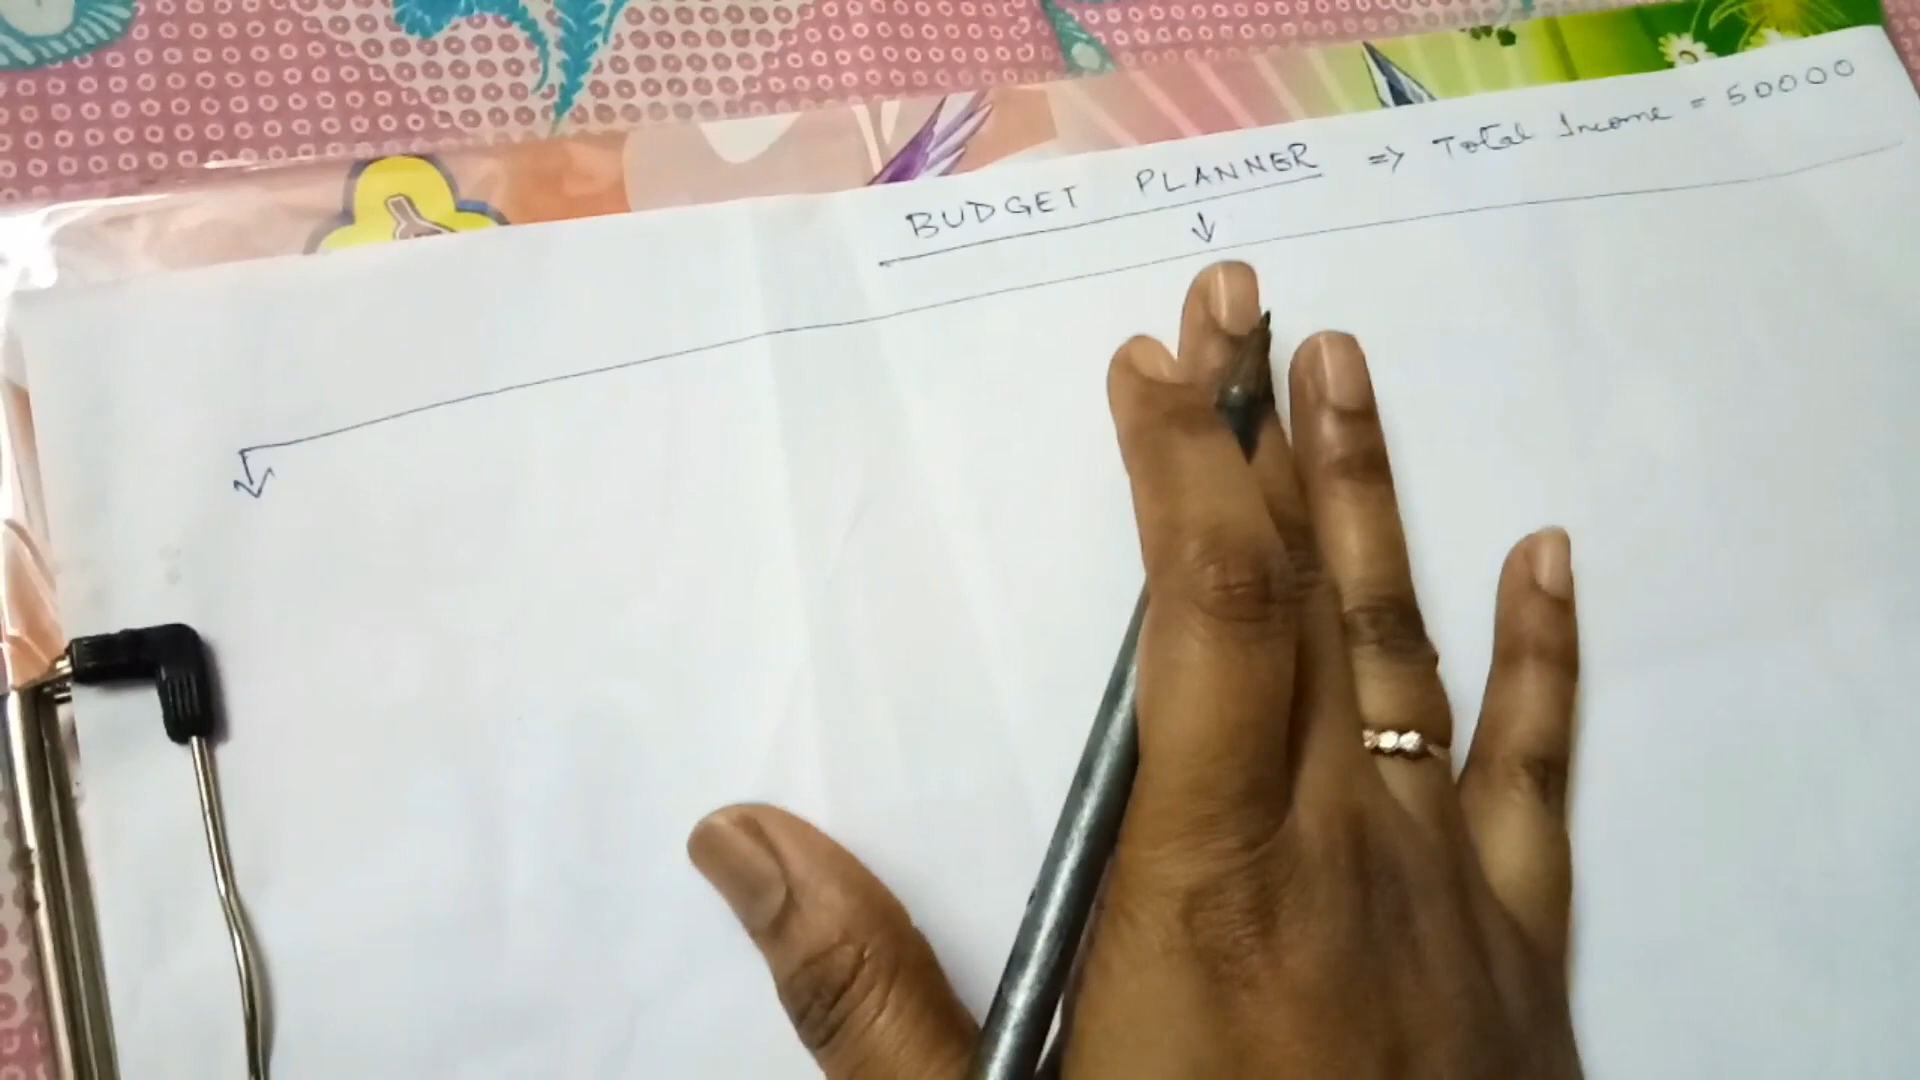 BUDGET PLANNER => Total Income = 50000